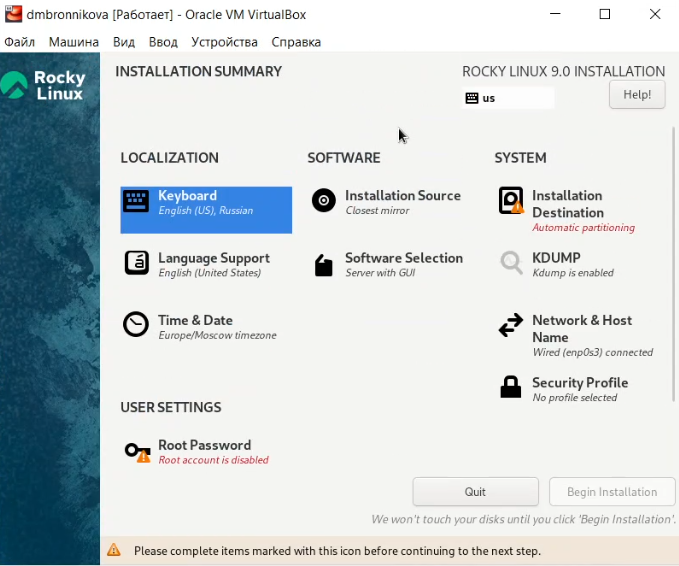 dmbronnikova [Работает] - Oracle VM VirtualBox
Файл Машина Вид Ввод Устройства Справка
Rocky
Linux
INSTALLATION SUMMARY
ROCKY LINUX 9.0 INSTALLATION
us
Help!
LOCALIZATION
Keyboard
English (US), Russian
Language Support
English (United States)
Time & Date
Europe/Moscow timezone
SOFTWARE
Installation Source
Closest mirror
Software Selection
Server with GUI
SYSTEM
Installation
Destination
Automatic partitioning
KDUMP
Kdump is enabled
Network & Host
Name
Wired (enp0s3) connected
Security Profile
No profile selected
USER SETTINGS
Root Password
Root account is disabled
Quit
Begin Installation
We won't touch your disks until you click 'Begin Installation'.
Please complete items marked with this icon before continuing to the next step.